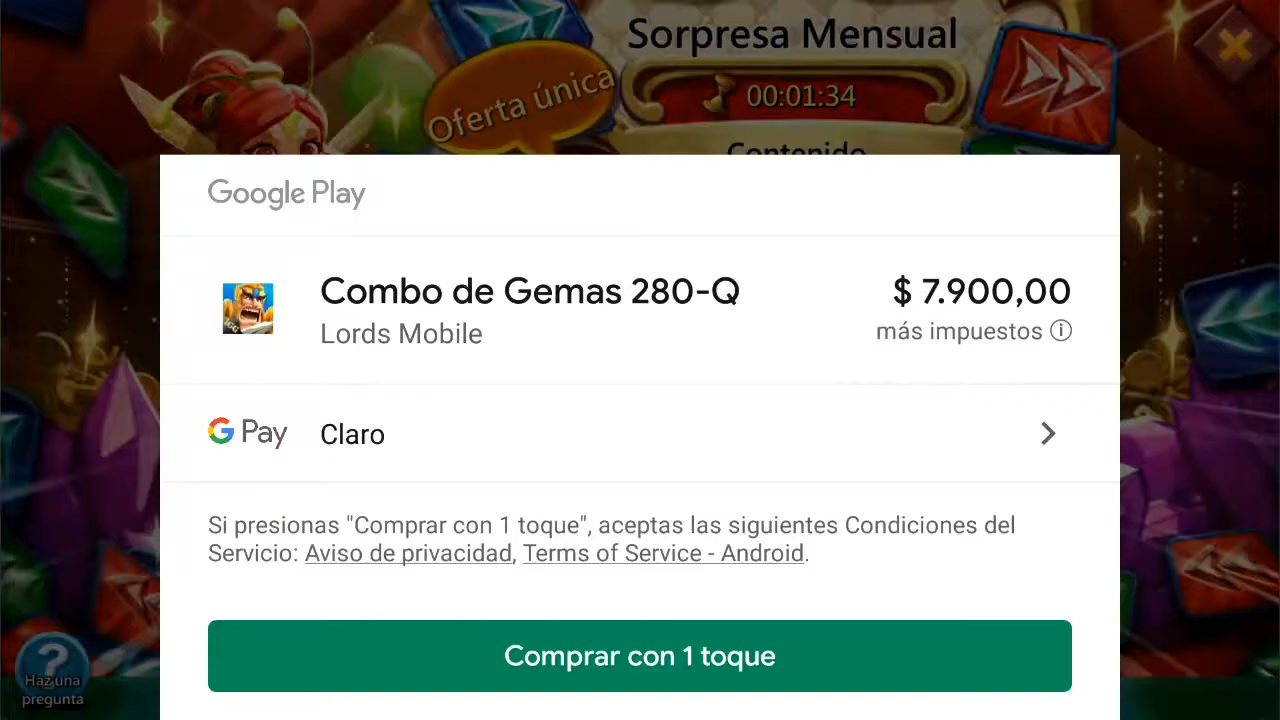 Sorpresa Mensual
Oferta única
00:01:34
Contenido
Google Play
Combo de Gemas 280-Q
$ 7.900,00
Lords Mobile
más impuestos
G Pay
Claro
Si presionas "Comprar con 1 toque", aceptas las siguientes Condiciones del
Servicio: Aviso de privacidad, Terms of Service - Android.
Comprar con 1 toque
?
Haz una
pregunta
IGG